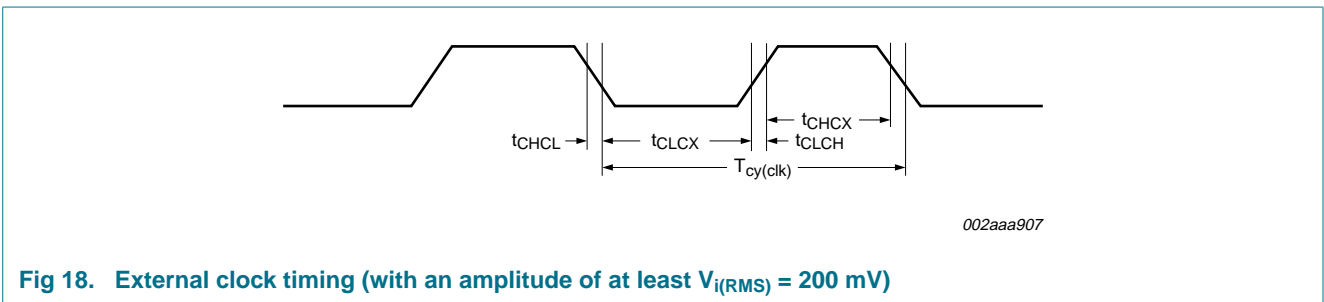 tCHCX
tCHCL tCLCX tCLCH
Tcy(clk)
002aaa907
Fig 18. External clock timing (with an amplitude of at least Vi(RMS) = 200 mV)